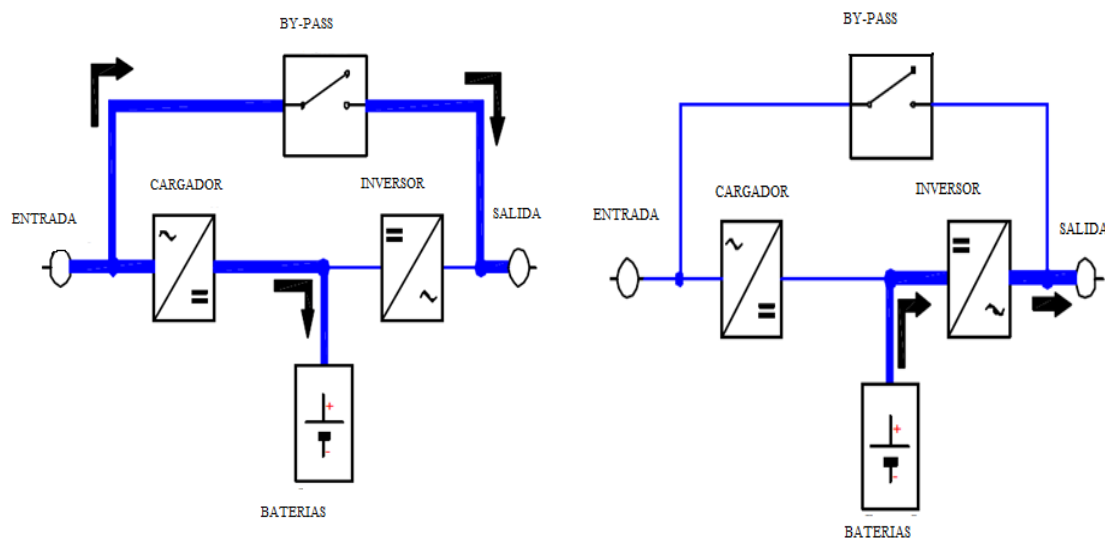 BY-PASS
CARGADOR
INVERSOR
ENTRADA
SALIDA
+
-
BATERIAS
BY-PASS
CARGADOR
INVERSOR
ENTRADA
SALIDA
+
-
BATERIAS